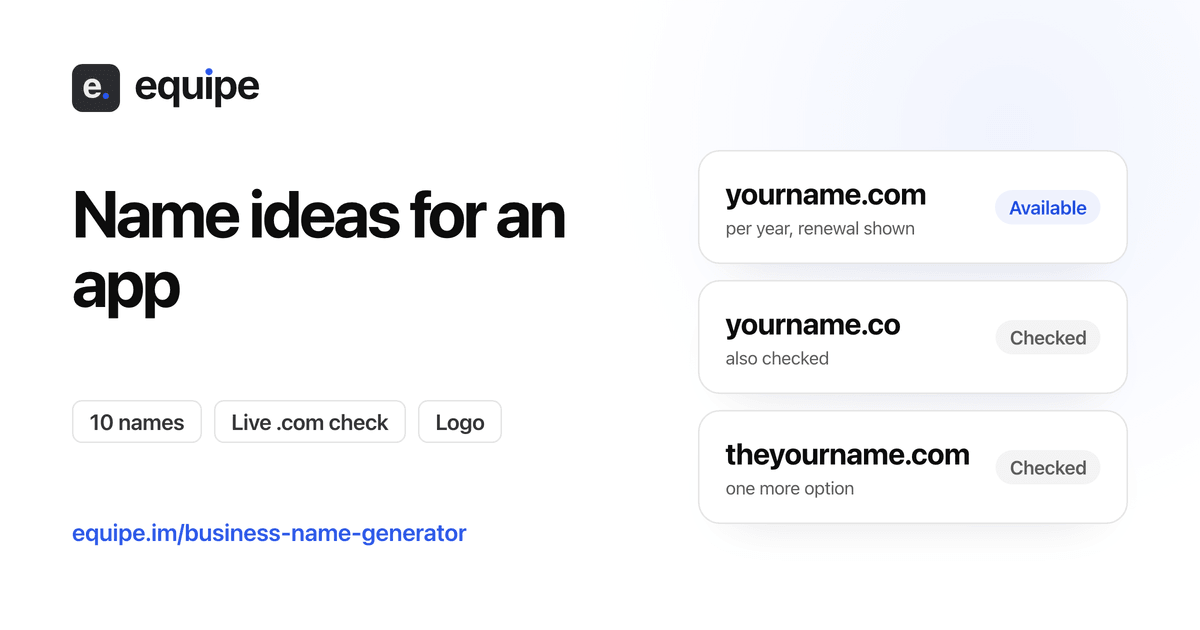 e.
equipe
Name ideas for an
app
10 names
Live .com check
Logo
equipe.im/business-name-generator
yourname.com
per year, renewal shown
Available
yourname.co
also checked
Checked
theyourname.com
one more option
Checked